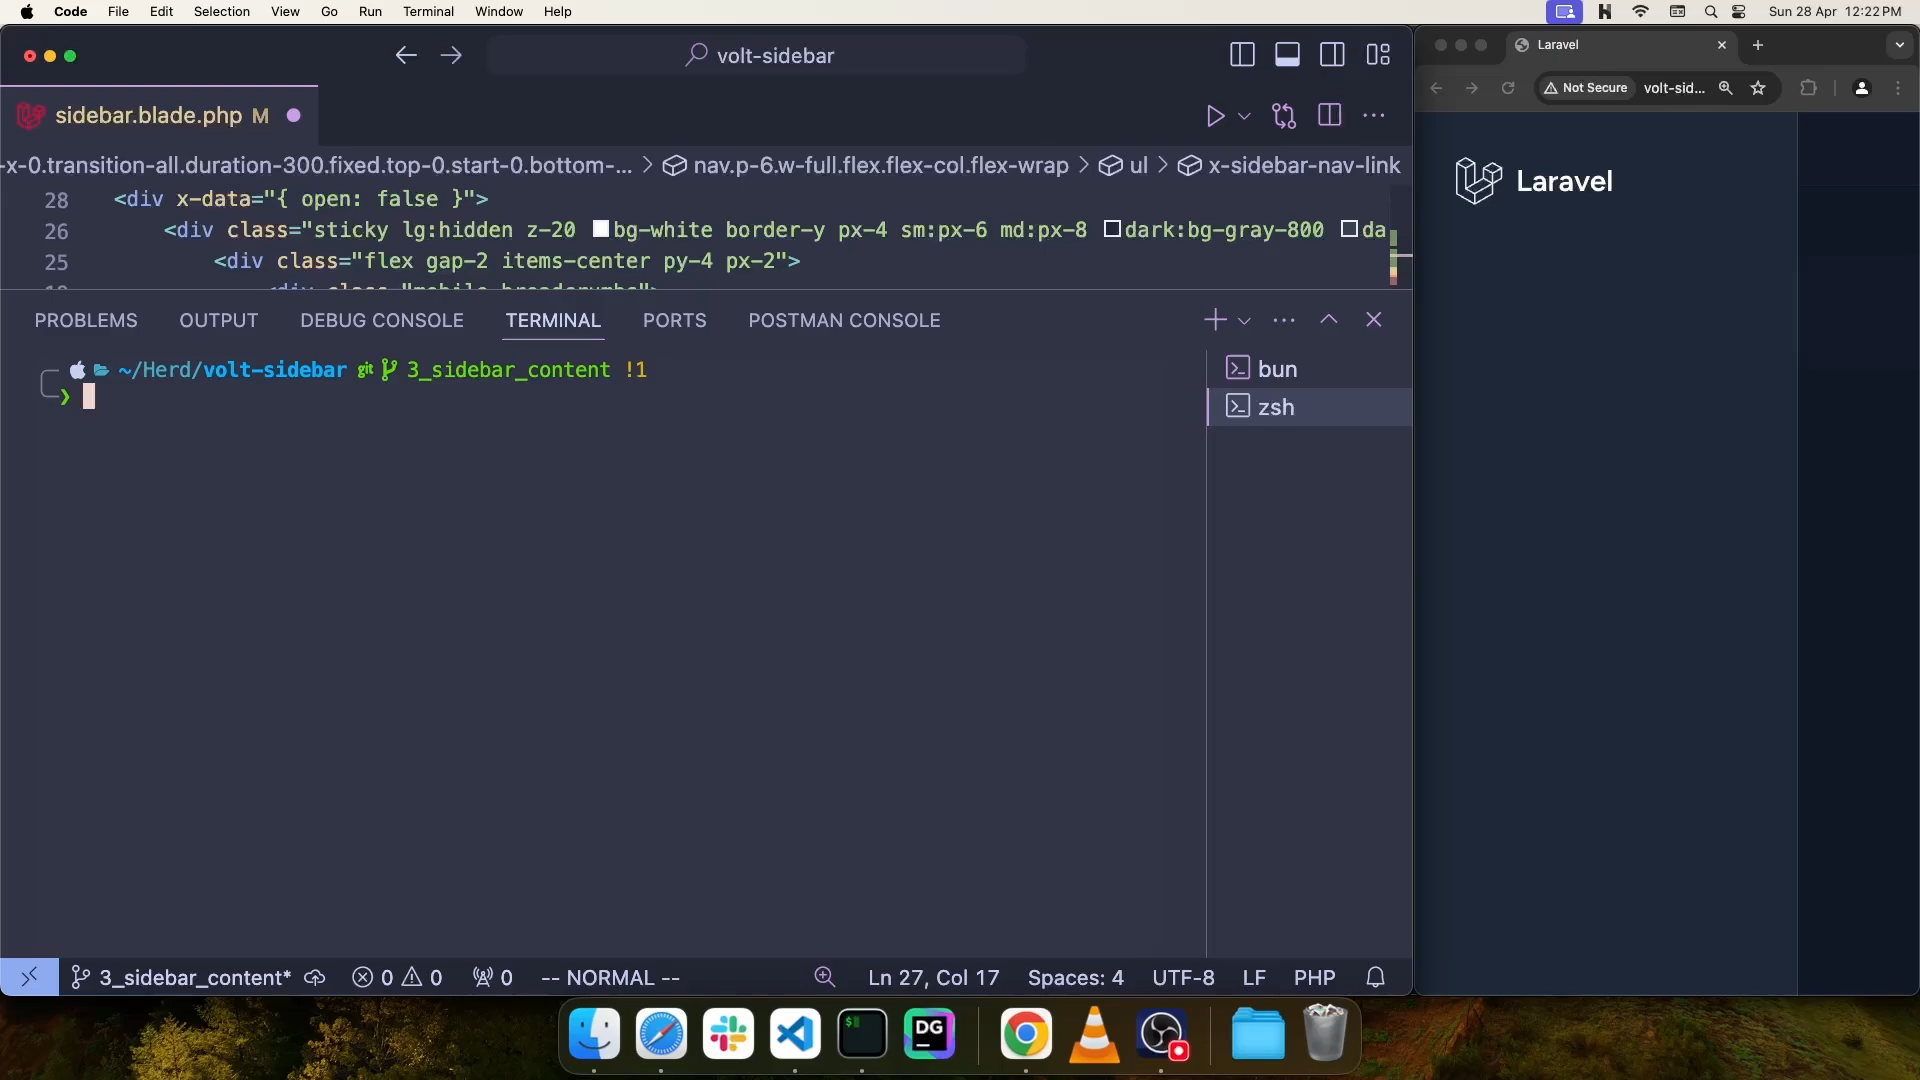 Code File Edit Selection View Go Run Terminal Window Help
Sun 28 Apr 12:22 PM
volt-sidebar
Laravel
sidebar.blade.php M
Not Secure volt-sid...
-x-0.transition-all.duration-300.fixed.top-0.start-0.bottom-... > nav.p-6.w-full.flex.flex-col.flex-wrap > ul > x-sidebar-nav-link
Laravel
28 <div x-data="{ open: false }">
26 <div class="sticky lg:hidden z-20 bg-white border-y px-4 sm:px-6 md:px-8 dark:bg-gray-800 da
25 <div class="flex gap-2 items-center py-4 px-2">
PROBLEMS OUTPUT DEBUG CONSOLE TERMINAL PORTS POSTMAN CONSOLE
~/Herd/volt-sidebar git 3_sidebar_content !1
❯
bun
zsh
3_sidebar_content* 0 0 0 -- NORMAL -- Ln 27, Col 17 Spaces: 4 UTF-8 LF PHP
DG